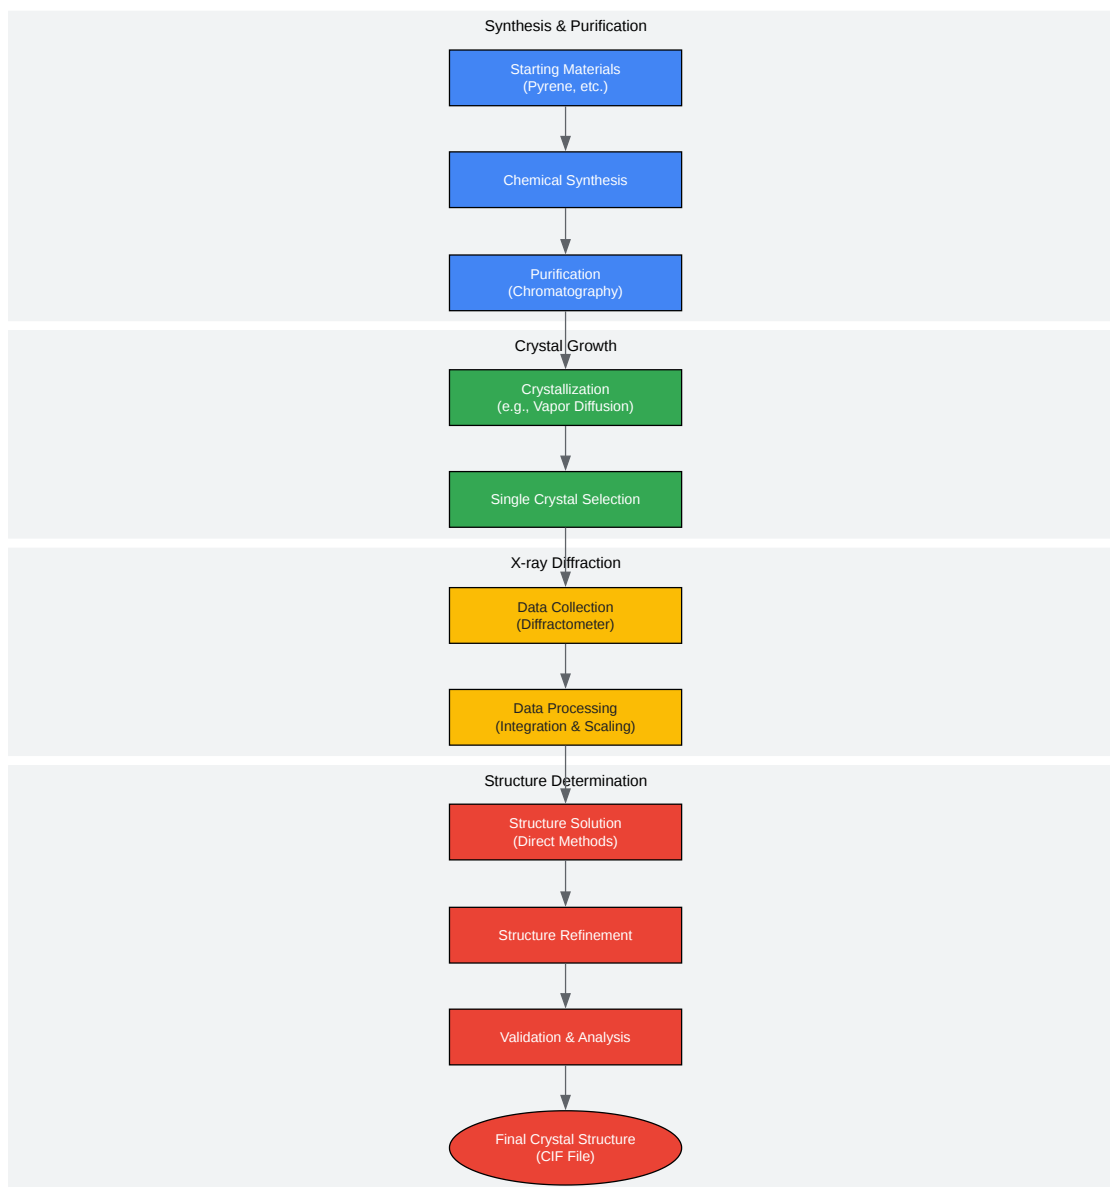 Synthesis & Purification
Starting Materials
(Pyrene, etc.)
Chemical Synthesis
Purification
(Chromatography)
Crystal Growth
Crystallization
(e.g., Vapor Diffusion)
Single Crystal Selection
X-ray Diffraction
Data Collection
(Diffractometer)
Data Processing
(Integration & Scaling)
Structure Determination
Structure Solution
(Direct Methods)
Structure Refinement
Validation & Analysis
Final Crystal Structure
(CIF File)